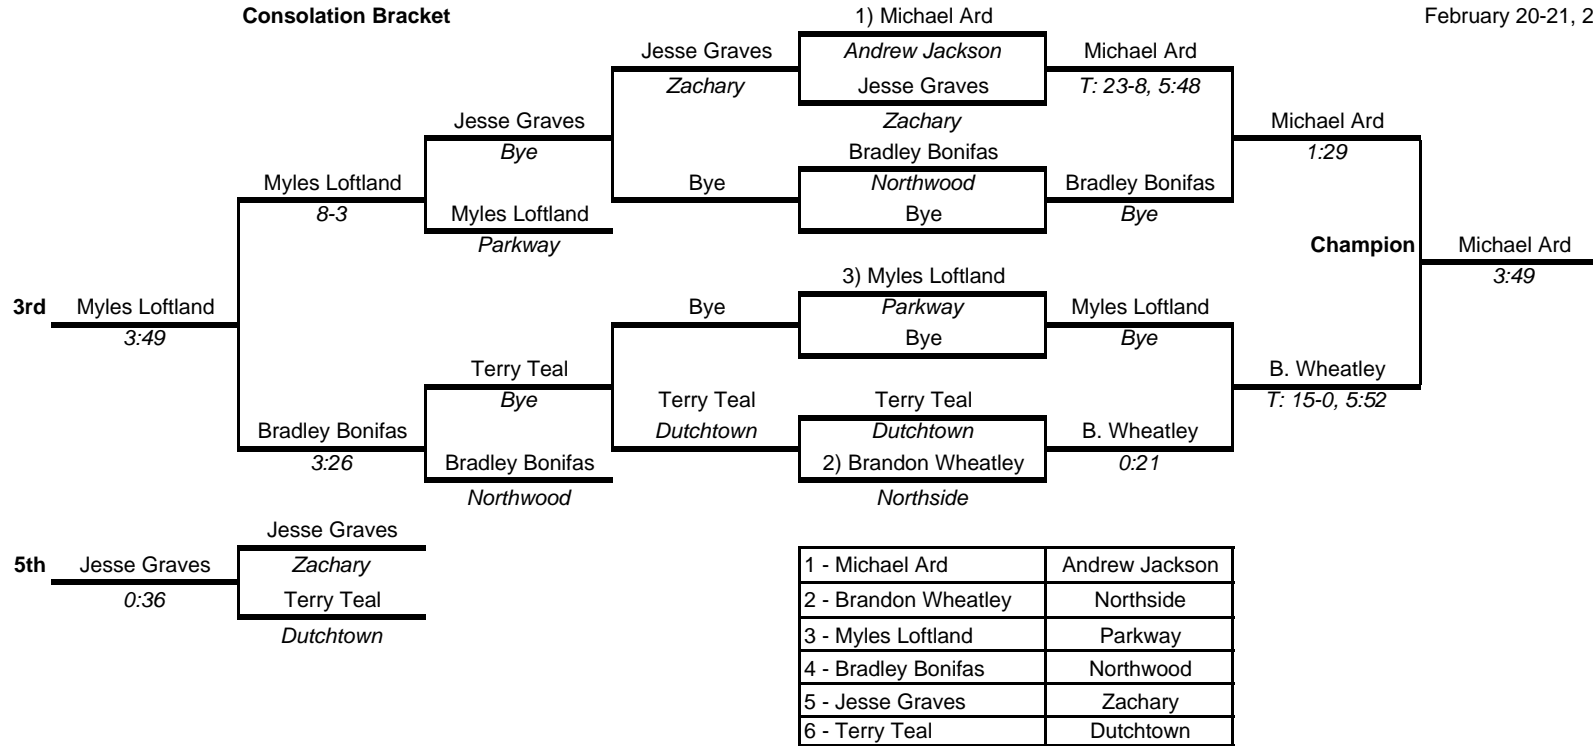 Consolation Bracket
1) Michael Ard
February 20-21, 2
Jesse Graves
Andrew Jackson
Michael Ard
Zachary
Jesse Graves
T: 23-8, 5:48
Jesse Graves
Zachary
Michael Ard
Bye
Bradley Bonifas
1:29
Myles Loftland
Bye
Northwood
Bradley Bonifas
8-3
Myles Loftland
Bye
Bye
Parkway
Champion
Michael Ard
3) Myles Loftland
3:49
3rd
Myles Loftland
Bye
Parkway
Myles Loftland
3:49
Bye
Bye
Terry Teal
B. Wheatley
Bye
Terry Teal
Terry Teal
T: 15-0, 5:52
Bradley Bonifas
Dutchtown
Dutchtown
B. Wheatley
3:26
Bradley Bonifas
2) Brandon Wheatley
0:21
Northwood
Northside
Jesse Graves
5th
Jesse Graves
Zachary
0:36
Terry Teal
Dutchtown
1 - Michael Ard
Andrew Jackson
2 - Brandon Wheatley
Northside
3 - Myles Loftland
Parkway
4 - Bradley Bonifas
Northwood
5 - Jesse Graves
Zachary
6 - Terry Teal
Dutchtown